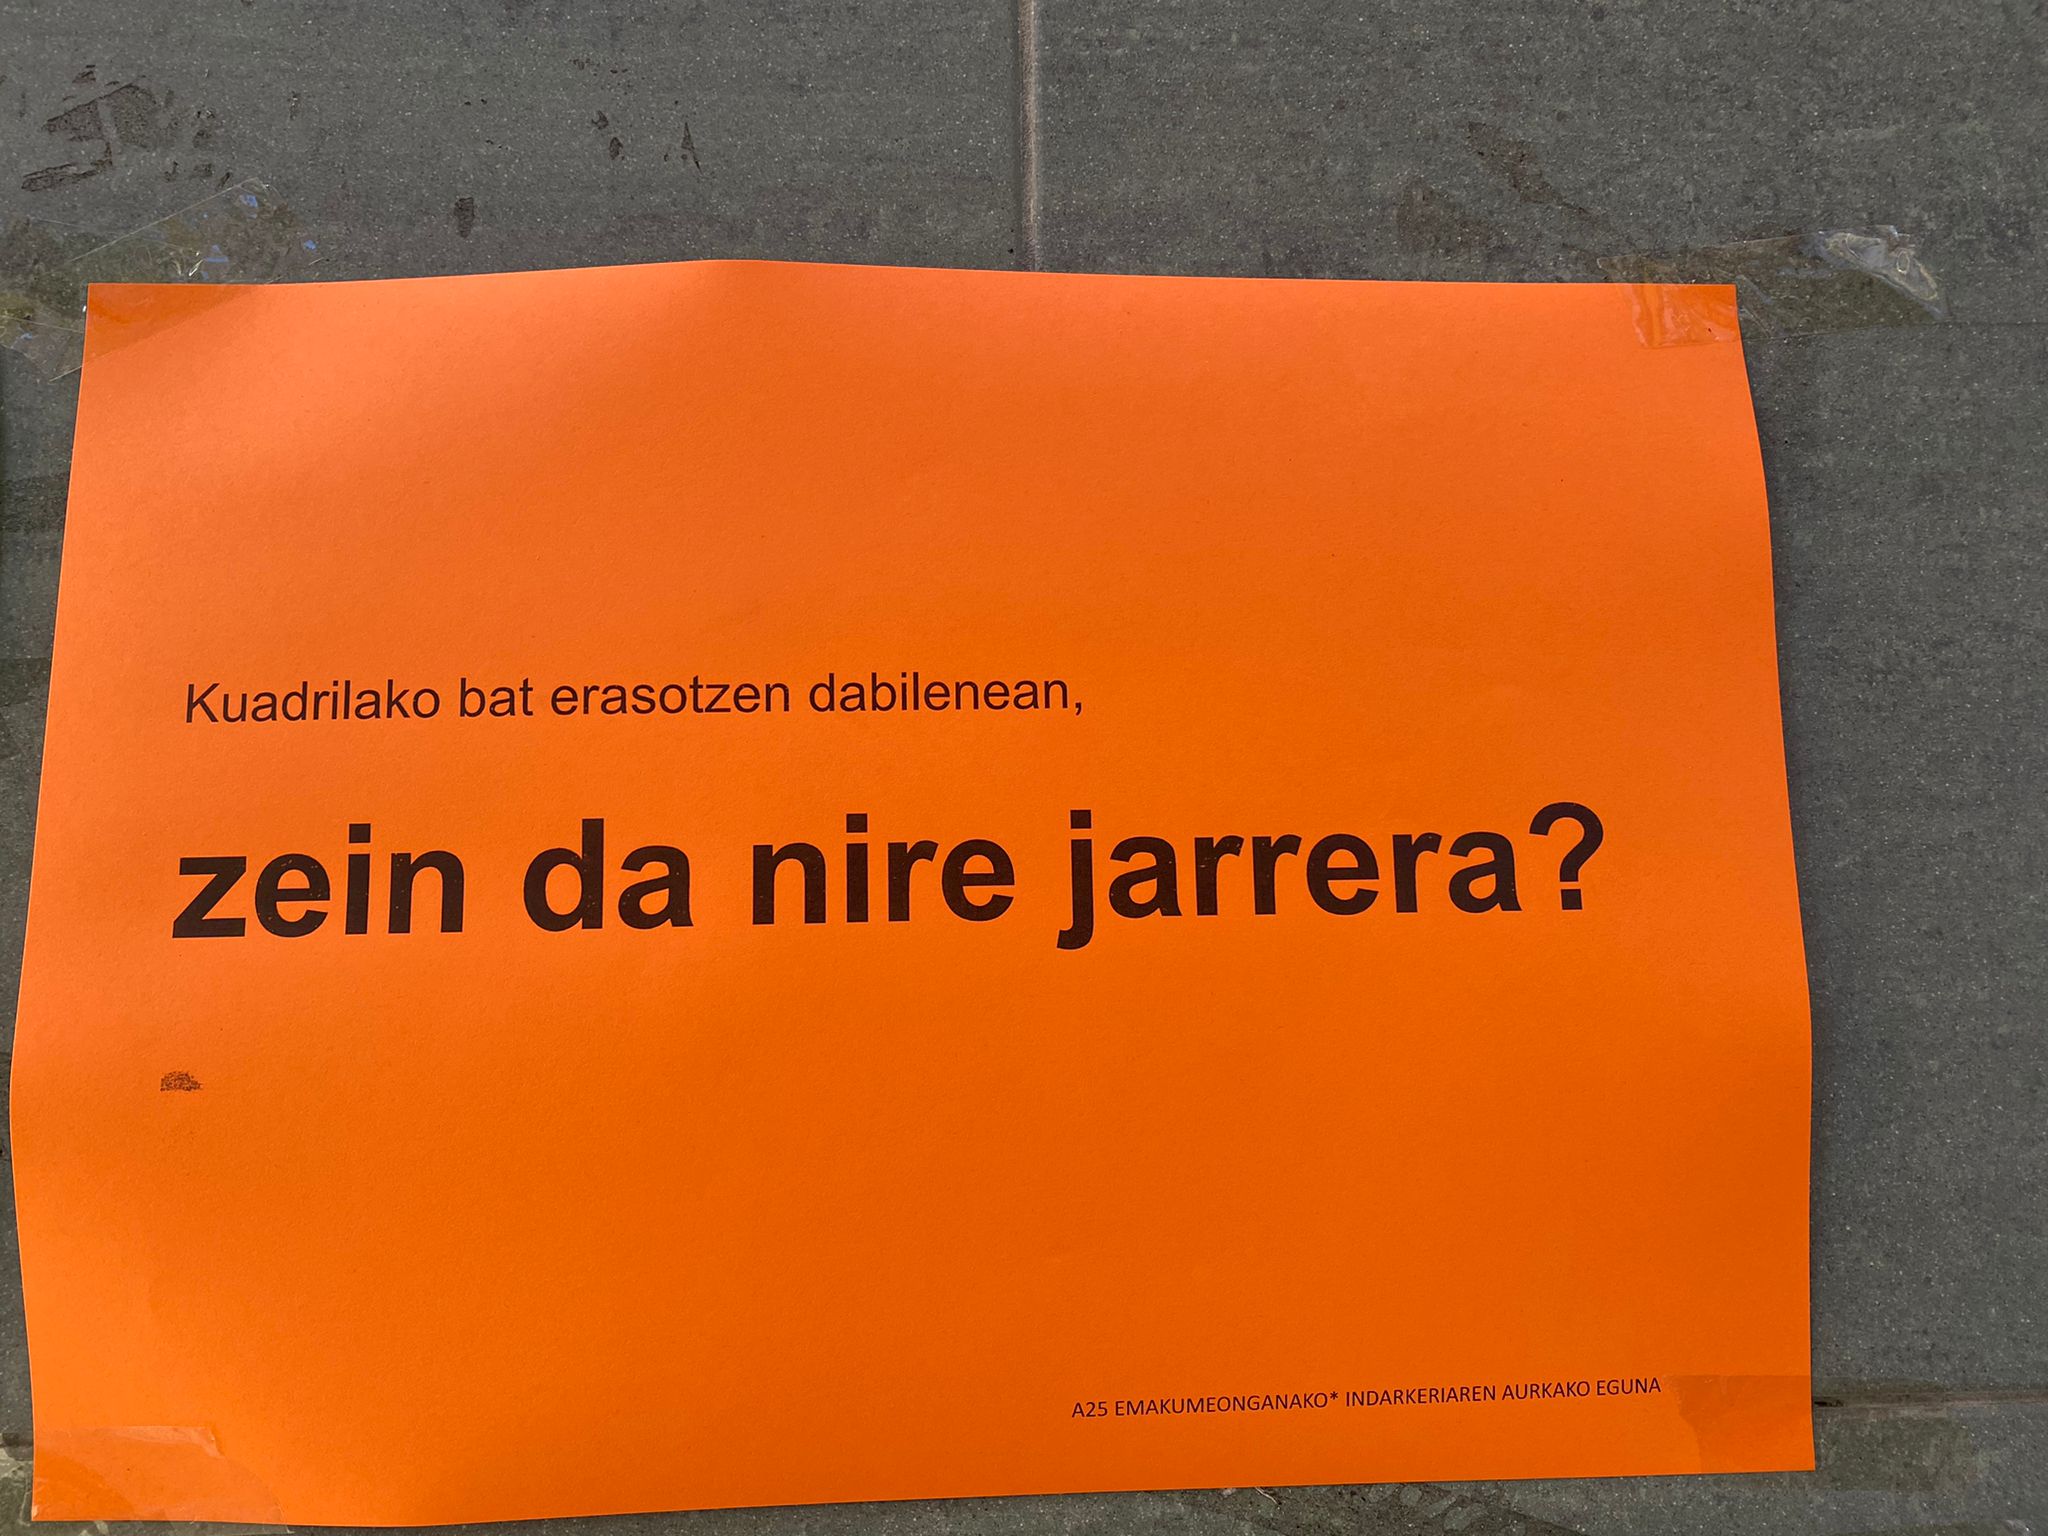 Kuadrilako bat erasotzen dabilenean,
zein da nire jarrera?
A25 EMAKUMEONGANAKO* INDARKERIAREN AURKAKO EGUNA